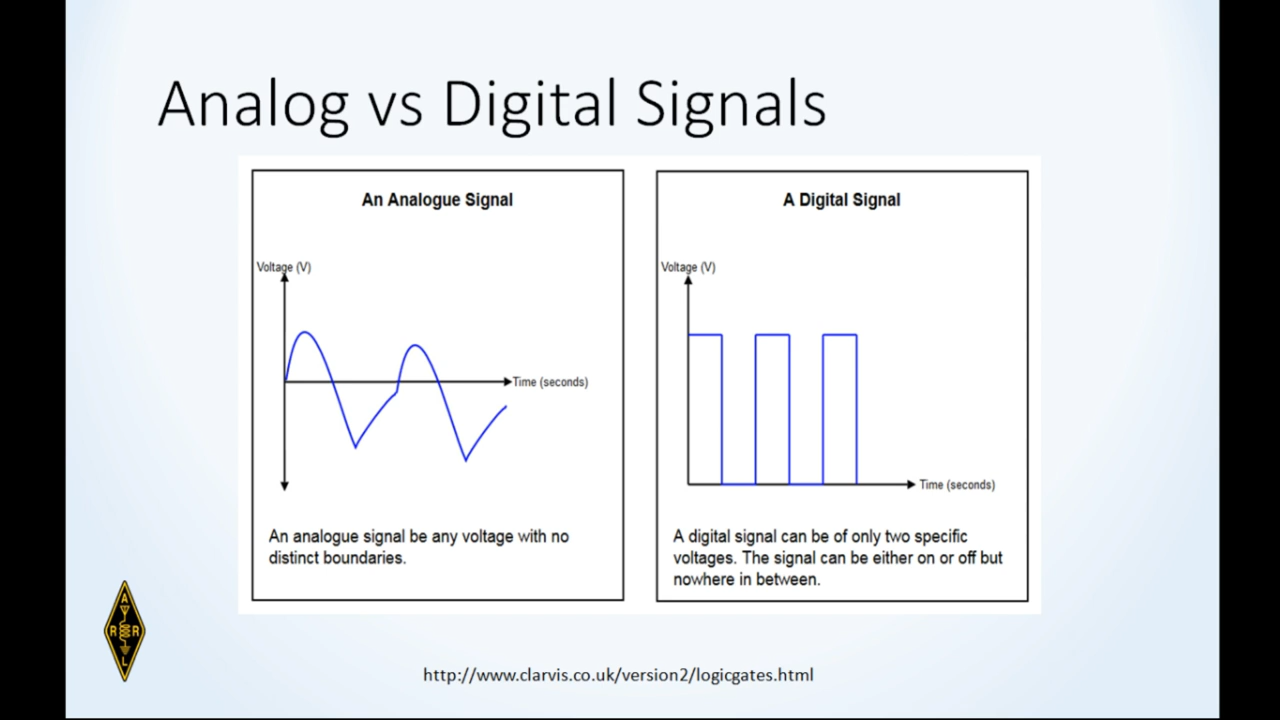 Analog vs Digital Signals
An Analogue Signal
Voltage (V)
Time (seconds)
An analogue signal be any voltage with no
distinct boundaries.
A Digital Signal
Voltage (V)
Time (seconds)
A digital signal can be of only two specific
voltages. The signal can be either on or off but
nowhere in between.
A
R R
L
http://www.clarvis.co.uk/version2/logicgates.html